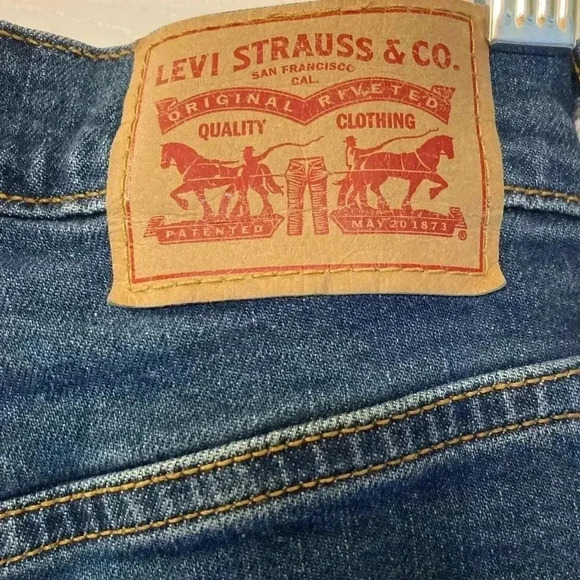 LEVI STRAUSS & CO.
SAN FRANCISCO
CAL.
ORIGINAL RIVETED
QUALITY CLOTHING
PATENTED MAY 20 1873 ®